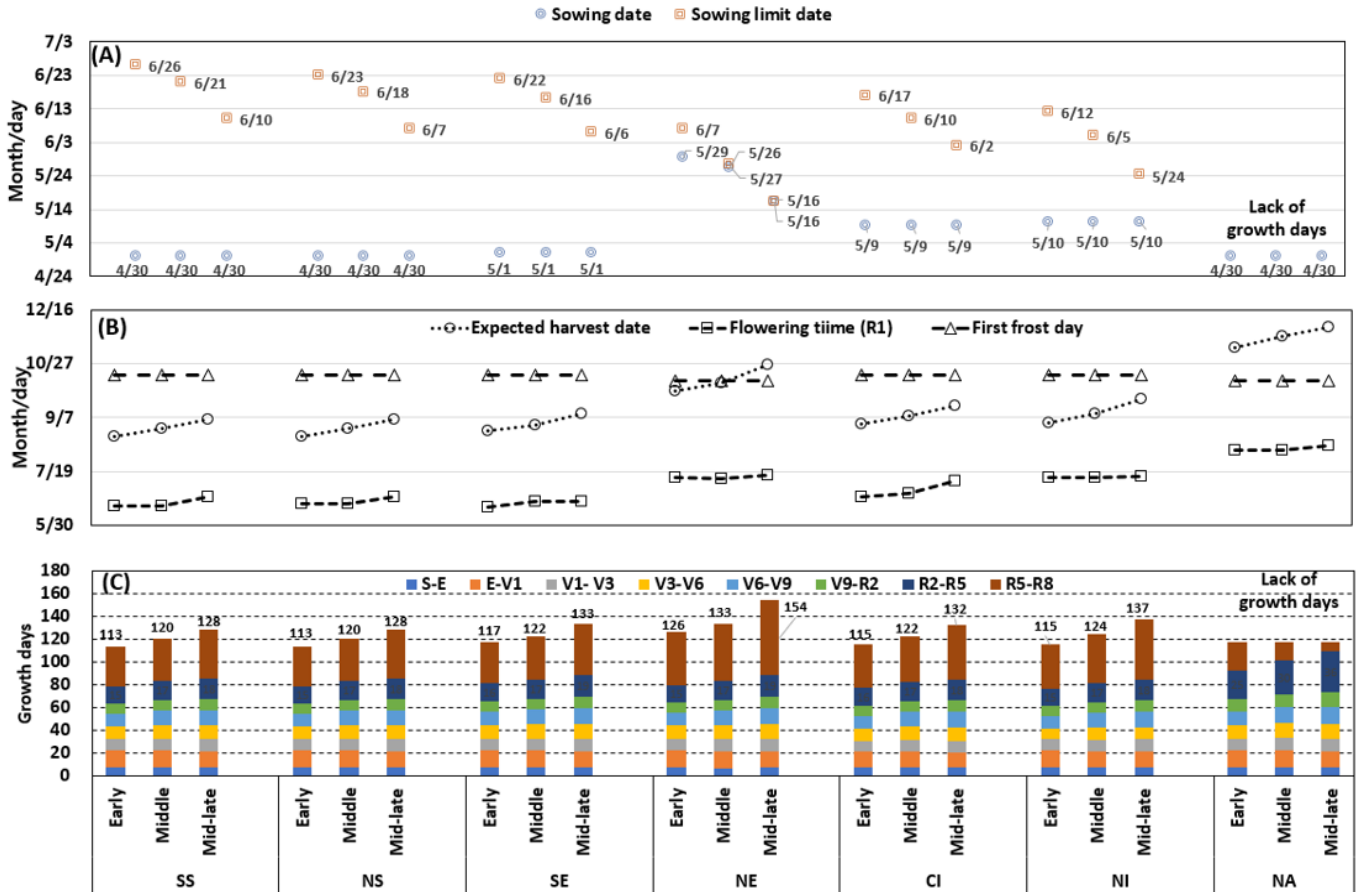 Sowing date Sowing limit date
(A)
Month/day
7/3
6/23
6/13
6/3
5/24
5/14
5/4
4/24
6/26 6/21 6/10 6/23 6/18 6/7 6/22 6/16 6/6 6/7 5/26 5/16 6/17 6/10 6/2 6/12 6/5 5/24
4/30 4/30 4/30 4/30 4/30 4/30 5/1 5/1 5/1 5/29 5/27 5/16 5/9 5/9 5/9 5/10 5/10 5/10 4/30 4/30 4/30
Lack of
growth days
(B)
Expected harvest date Flowering tiime (R1) First frost day
Month/day
12/16
10/27
9/7
7/19
5/30
(C)
S-E E-V1 V1- V3 V3-V6 V6-V9 V9-R2 R2-R5 R5-R8
Lack of
growth days
Growth days
180
160
140
120
100
80
60
40
20
0
113 120 128 113 120 128 117 122 133 126 133 154 115 122 132 115 124 137
Early Middle Mid-late Early Middle Mid-late Early Middle Mid-late Early Middle Mid-late Early Middle Mid-late Early Middle Mid-late Early Middle Mid-late
SS NS SE NE CI NI NA